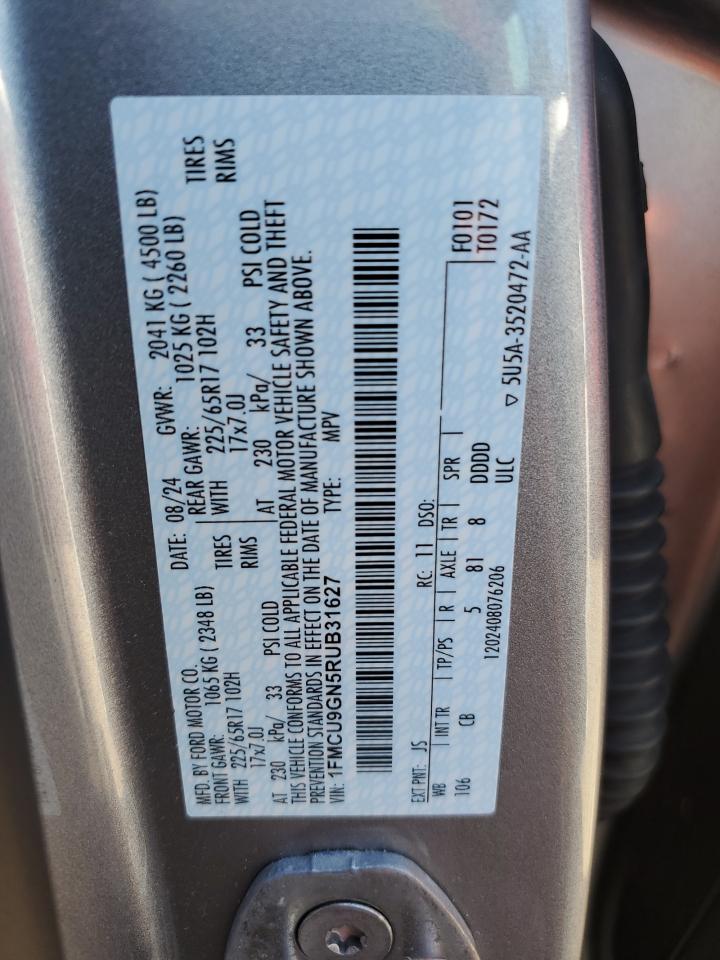 MFD. BY FORD MOTOR CO. DATE: 08/24 GVWR: 2041 KG ( 4500 LB)
FRONT GAWR: 1065 KG ( 2348 LB) REAR GAWR: 1025 KG ( 2260 LB)
WITH 225/65R17 102H TIRES WITH 225/65R17 102H TIRES
17x7.0J RIMS 17x7.0J RIMS
AT 230 kPa/ 33 PSI COLD AT 230 kPa/ 33 PSI COLD
THIS VEHICLE CONFORMS TO ALL APPLICABLE FEDERAL MOTOR VEHICLE SAFETY AND THEFT
PREVENTION STANDARDS IN EFFECT ON THE DATE OF MANUFACTURE SHOWN ABOVE.
VIN: 1FMCU9GN5RUB31627 TYPE: MPV
EXT PNT: JS RC: 11 DSO: F0101
WB INT TR TP/PS R AXLE TR SPR T0172
106 CB 5 81 8 DDDD
1202408076206 ULC
▽ 5U5A-3520472-AA